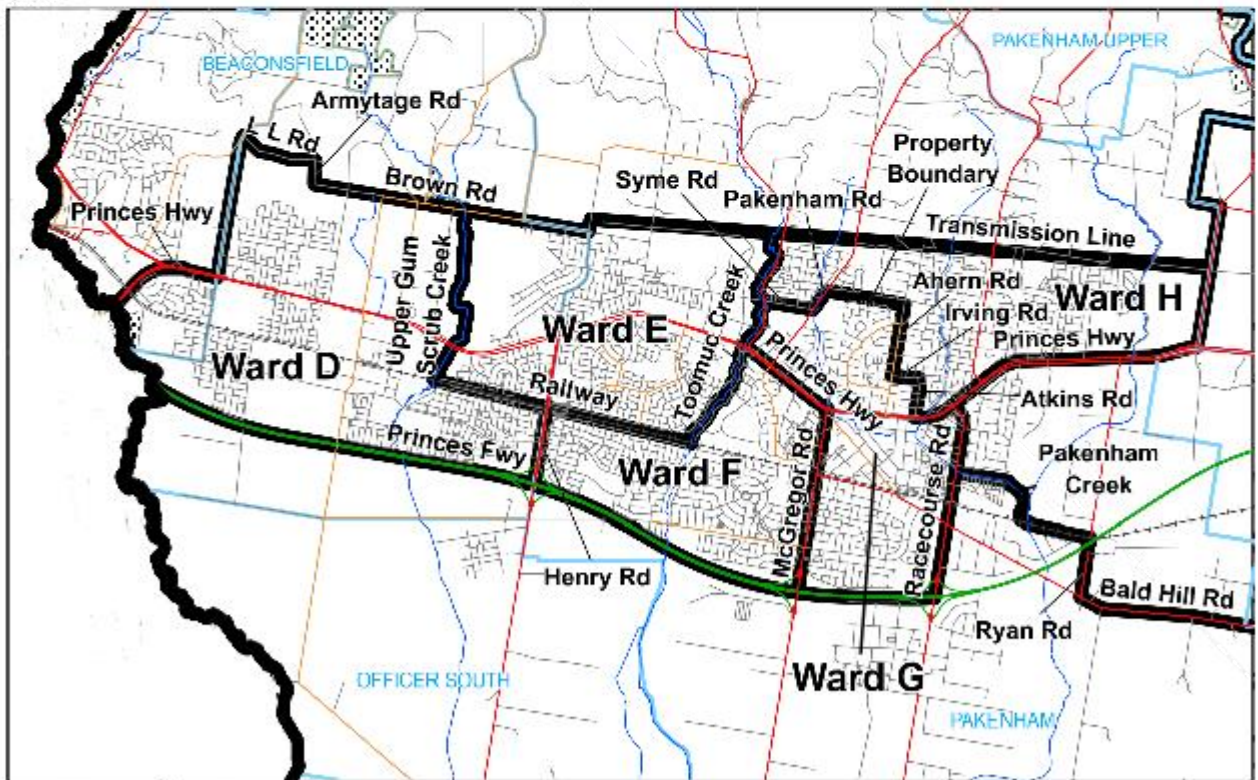 PAKENHAM UPPER
BEACONSFIELD
Armytage Rd
L L Rd
Property
Boundary
Brown Rd
Syme Rd
Pakenham Rd
Princes Hwy
Transmission Line
Upper Gum
Scrub Creek
Ahern Rd
Ward H
Irving Rd
Toomuc Creek
Ward E
Princes Hwy
Ward D
Railway
Princes Hwy
Atkins Rd
Princes Fwy
Ward F
McGregor Rd
Racecourse Rd
Pakenham
Creek
Henry Rd
Bald Hill Rd
Ryan Rd
OFFICER SOUTH
Ward G
PAKENHAM